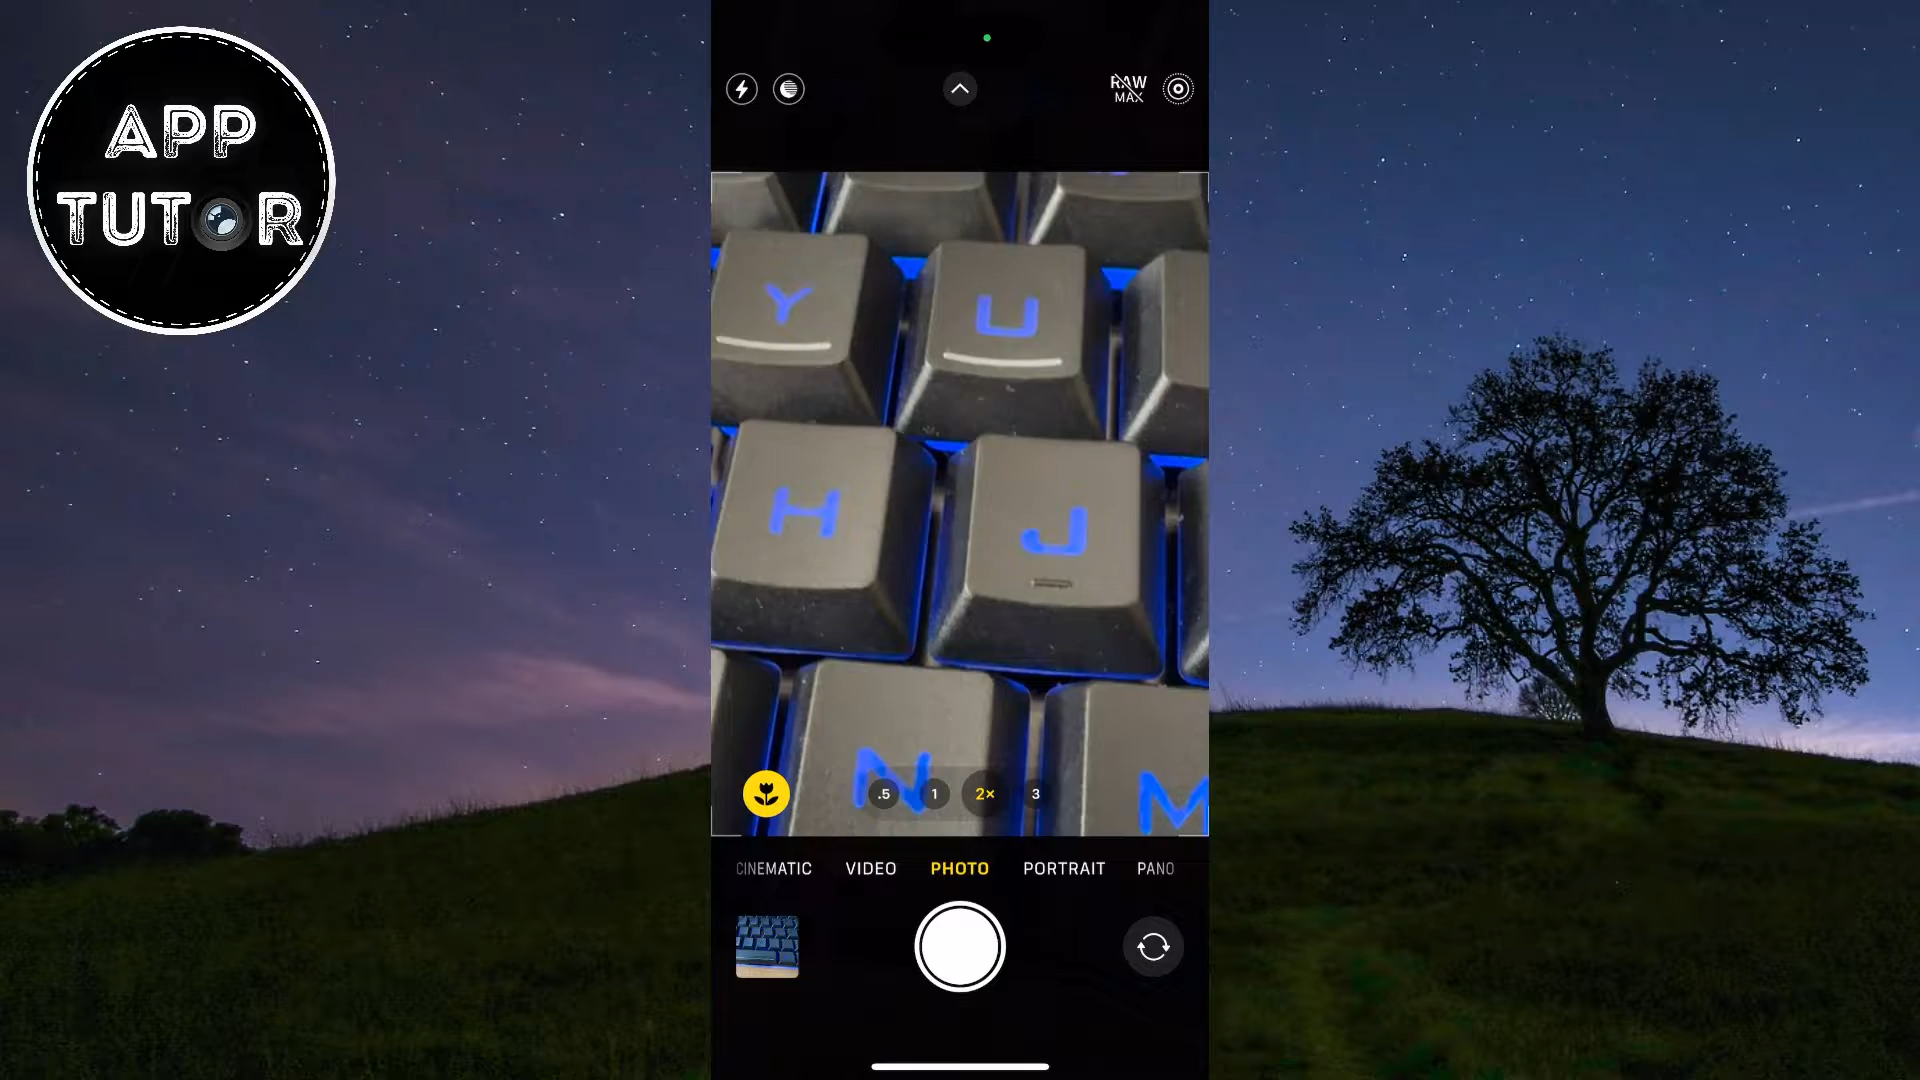 APP
TUTOR
RAW
MAX
Y U
H J
N M
.5 1 2× 3
CINEMATIC VIDEO PHOTO PORTRAIT PANO